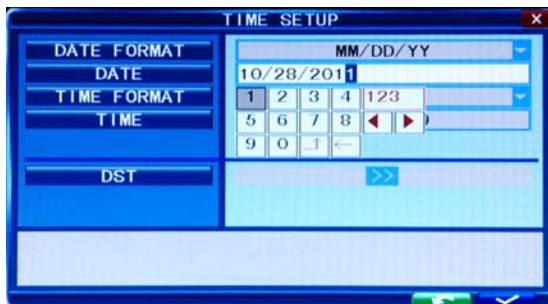 TIME SETUP X
DATE FORMAT MM/DD/YY
DATE 10/28/2011
TIME FORMAT
1 2 3 4 123
TIME
5 6 7 8
9 0
DST >>